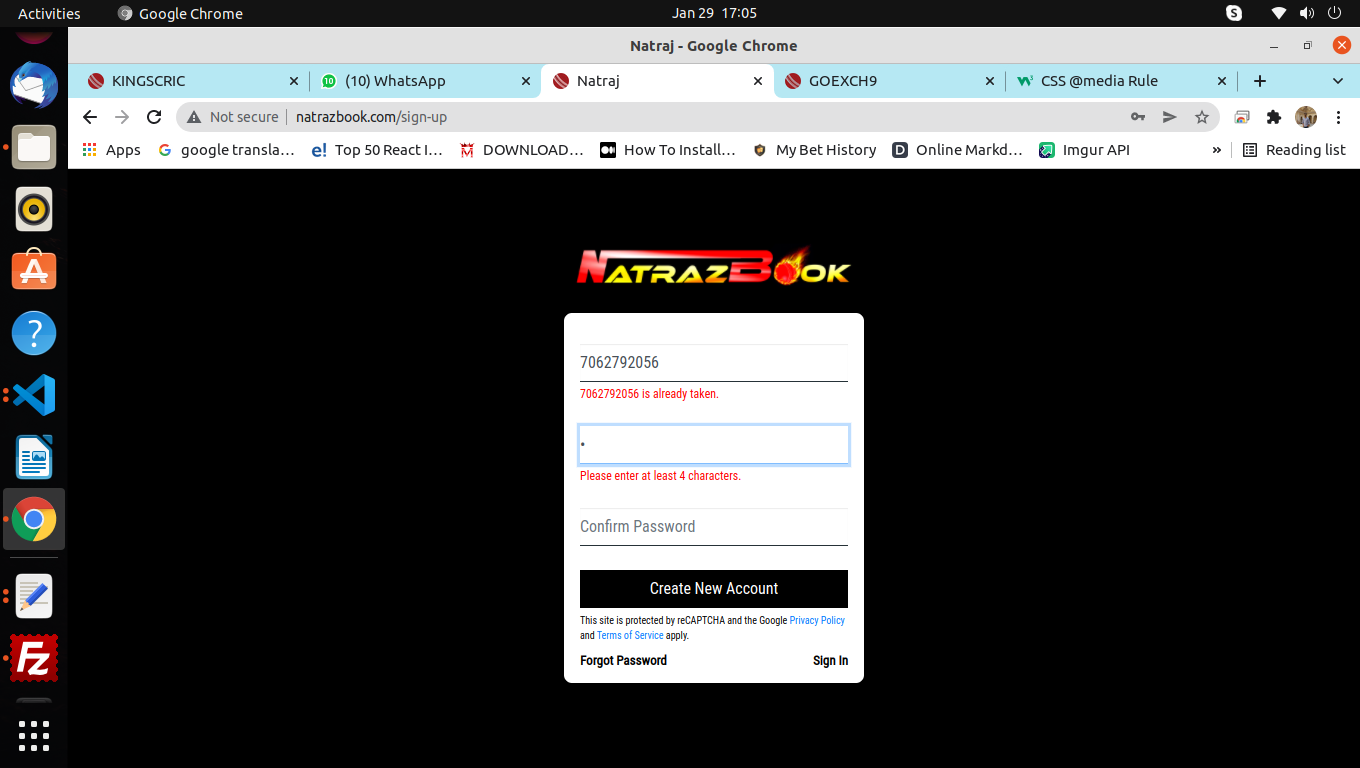 Activities Google Chrome Jan 29 17:05
Natraj - Google Chrome
KINGSCRIC (10) WhatsApp Natraj GOEXCH9 CSS @media Rule
Not secure natrazbook.com/sign-up
Apps google transla... Top 50 React I... DOWNLOAD... How To Install... My Bet History Online Markd... Imgur API » Reading list
NATRAZBOOK
7062792056
7062792056 is already taken.
•
Please enter at least 4 characters.
Confirm Password
Create New Account
This site is protected by reCAPTCHA and the Google Privacy Policy
and Terms of Service apply.
Forgot Password Sign In